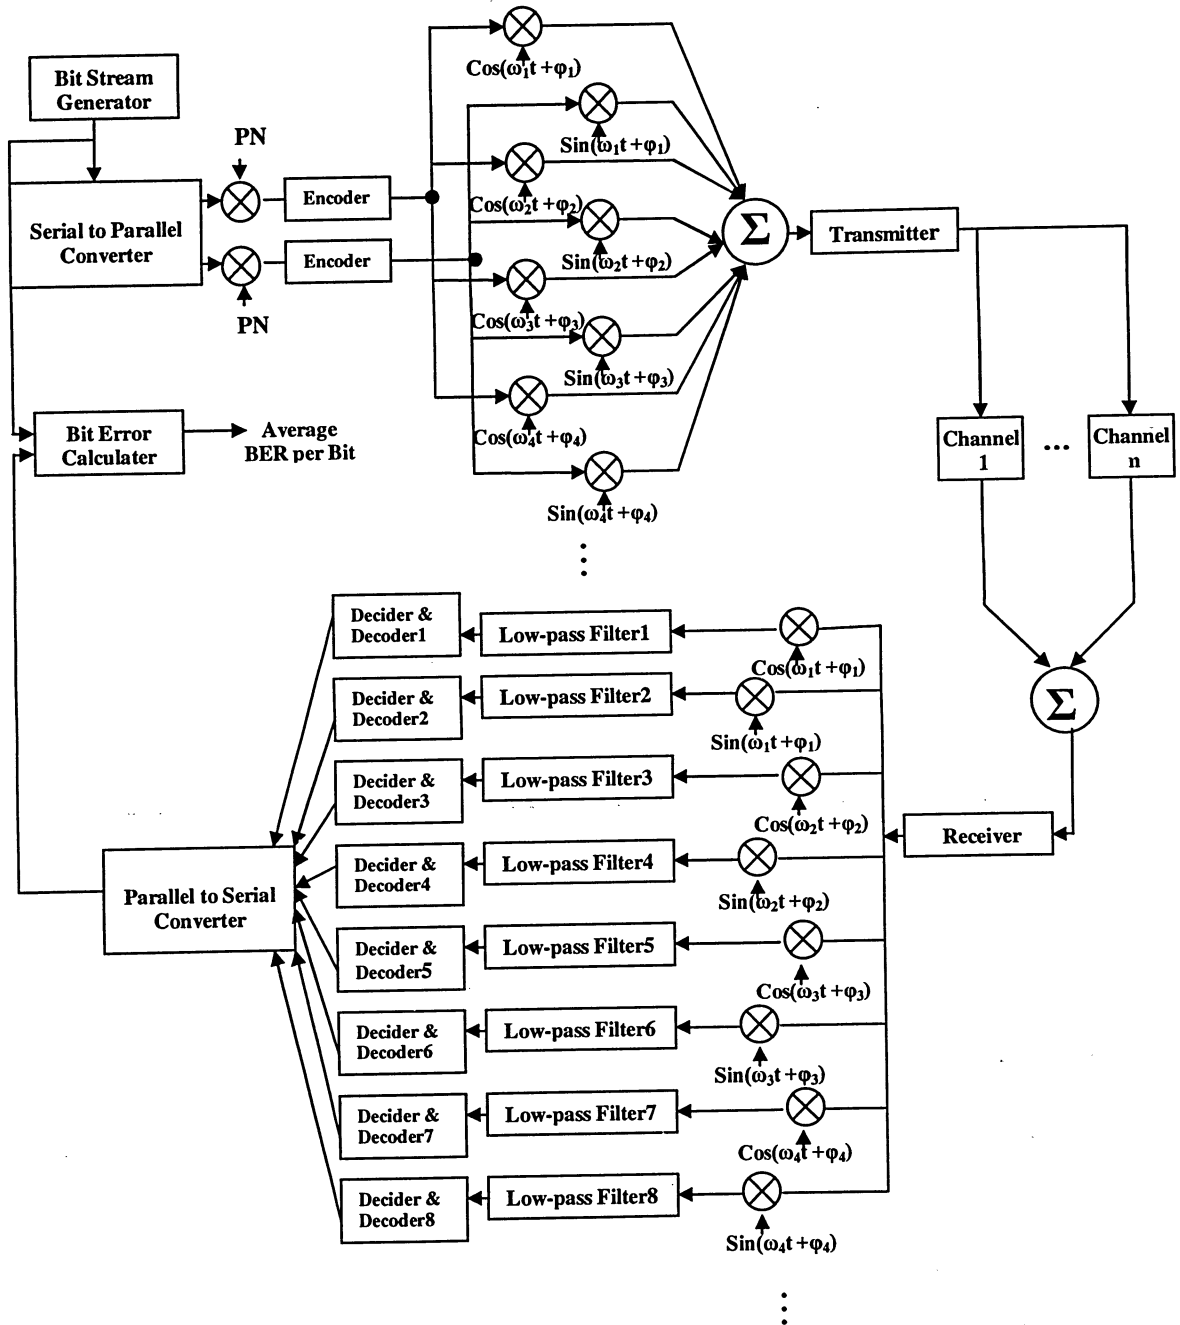 Bit Stream
Generator
PN
Serial to Parallel
Converter
Encoder
Encoder
PN
Cos(ω1t+φ1)
Sin(ω1t+φ1)
Cos(ω2t+φ2)
Sin(ω2t+φ2)
Cos(ω3t+φ3)
Sin(ω3t+φ3)
Cos(ω4t+φ4)
Sin(ω4t+φ4)
⋮
Σ
Transmitter
Channel
1
...
Channel
n
Σ
Receiver
Bit Error
Calculater
Average
BER per Bit
Decider &
Decoder1
Low-pass Filter1
Cos(ω1t+φ1)
Decider &
Decoder2
Low-pass Filter2
Sin(ω1t+φ1)
Decider &
Decoder3
Low-pass Filter3
Cos(ω2t+φ2)
Decider &
Decoder4
Low-pass Filter4
Sin(ω2t+φ2)
Parallel to Serial
Converter
Decider &
Decoder5
Low-pass Filter5
Cos(ω3t+φ3)
Decider &
Decoder6
Low-pass Filter6
Sin(ω3t+φ3)
Decider &
Decoder7
Low-pass Filter7
Cos(ω4t+φ4)
Decider &
Decoder8
Low-pass Filter8
Sin(ω4t+φ4)
⋮